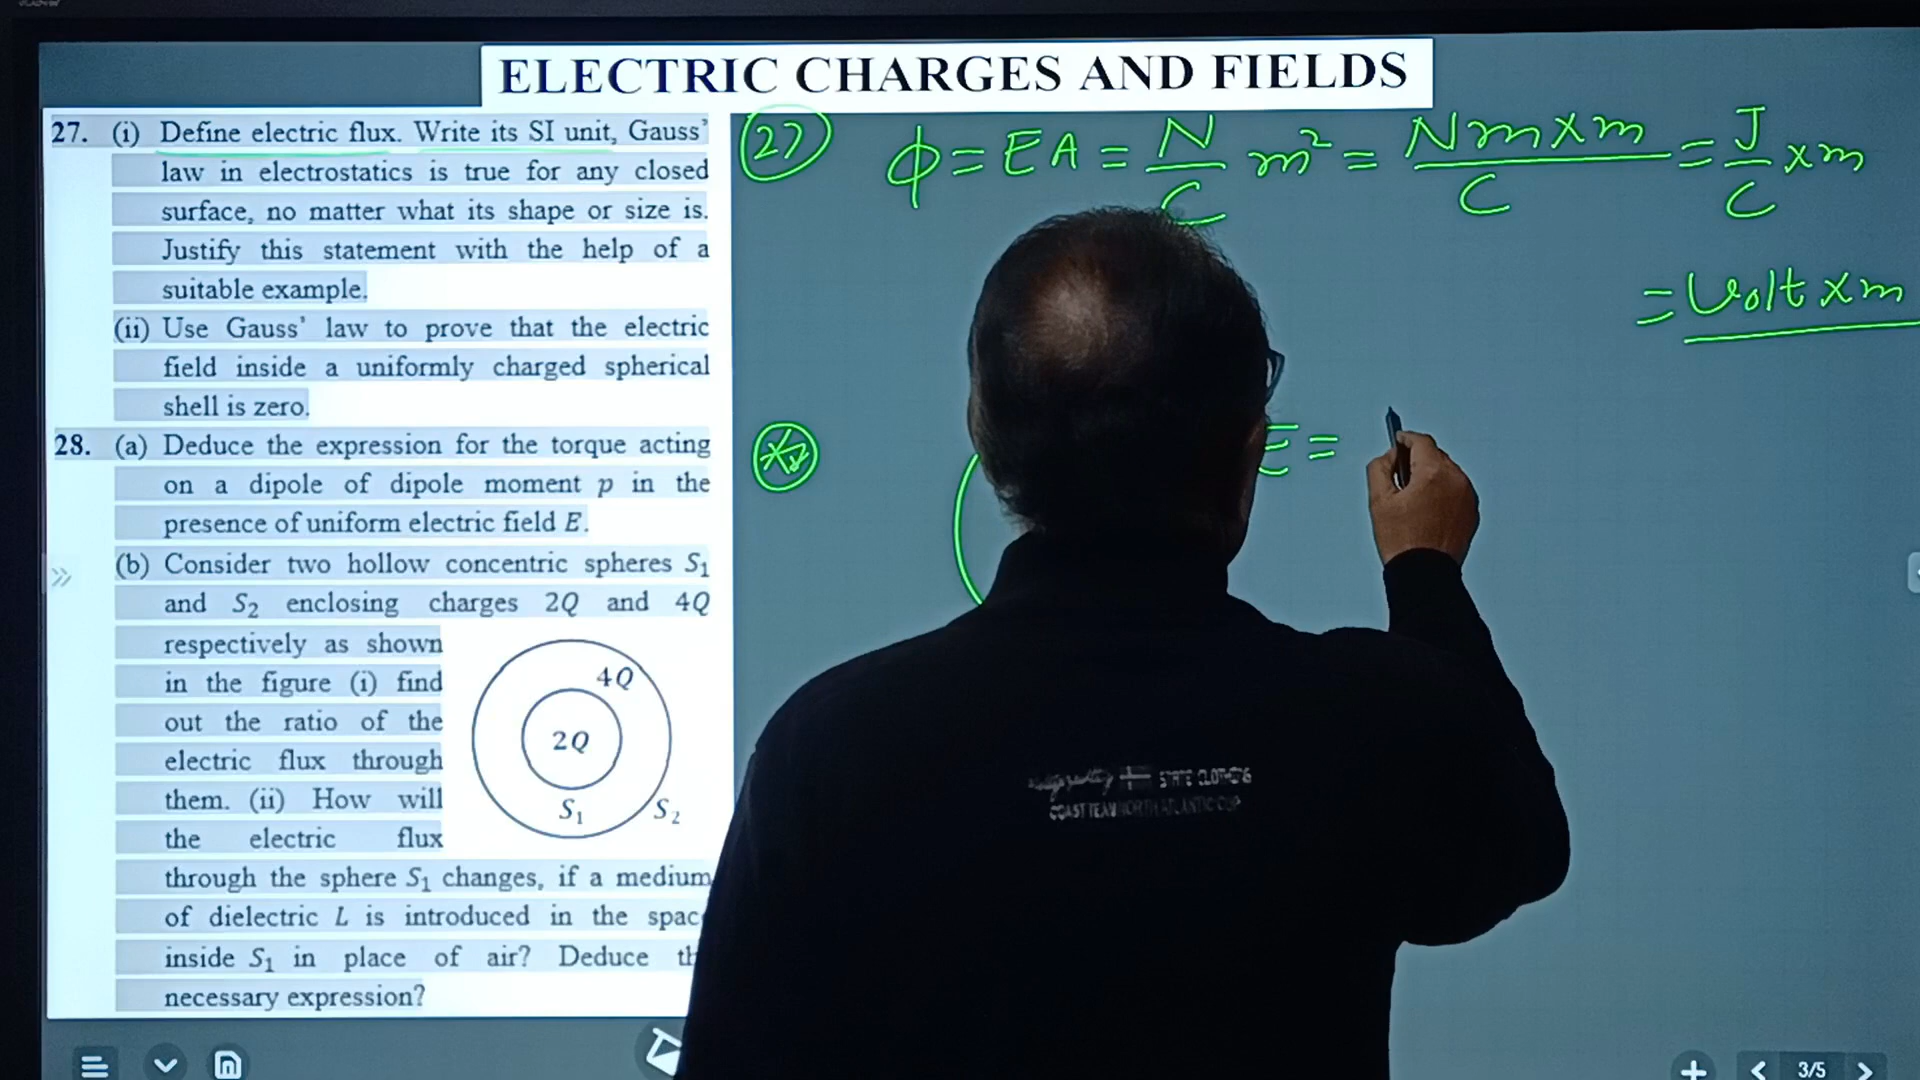 ELECTRIC CHARGES AND FIELDS
27. (i) Define electric flux. Write its SI unit, Gauss'
law in electrostatics is true for any closed
surface, no matter what its shape or size is.
Justify this statement with the help of a
suitable example.
(ii) Use Gauss' law to prove that the electric
field inside a uniformly charged spherical
shell is zero.
28. (a) Deduce the expression for the torque acting
on a dipole of dipole moment p in the
presence of uniform electric field E.
(b) Consider two hollow concentric spheres S₁
and S₂ enclosing charges 2Q and 4Q
respectively as shown
in the figure (i) find
out the ratio of the
electric flux through
them. (ii) How will
the electric flux
through the sphere S₁ changes, if a medium
of dielectric L is introduced in the spac
inside S₁ in place of air? Deduce th
necessary expression?
4Q
2Q
S₁
S₂
27 ϕ = EA = N/C m² = Nm×m/C = J/C × m
= Volt × m
E =
STATE CLOTHING
COAST TEAM NORTH ATLANTIC CUP
3/5